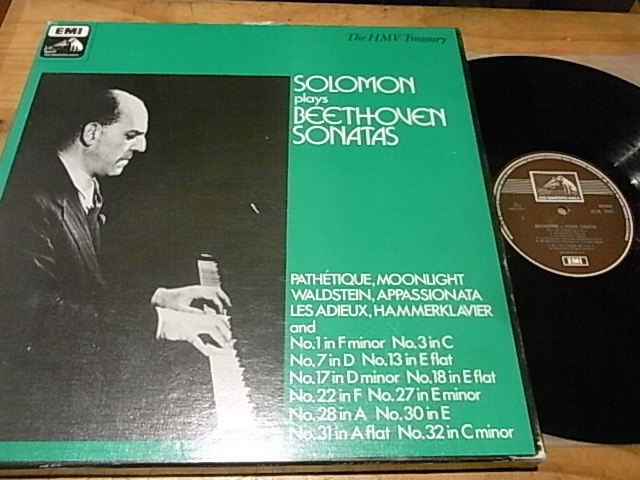 EMI
The HMV Treasury
SOLOMON
plays
BEETHOVEN
SONATAS
PATHÉTIQUE, MOONLIGHT
WALDSTEIN, APPASSIONATA
LES ADIEUX, HAMMERKLAVIER
and
No.1 in F minor No.3 in C
No.7 in D No.13 in E flat
No.17 in D minor No.18 in E flat
No.22 in F No.27 in E minor
No.28 in A No.30 in E
No.31 in A flat No.32 in C minor
EMI